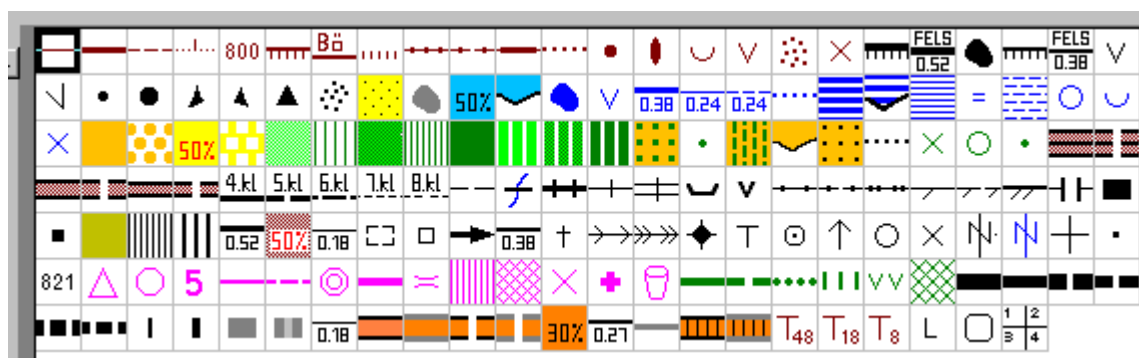 800 Bö FELS 0.52 FELS 0.38
50% 0.38 0.24 0.24
50%
4.kl 5.kl 6.kl 7.kl 8.kl
0.52 50% 0.18 0.38
821 5
0.18 30% 0.27 T48 T18 T8 L 1 2 3 4